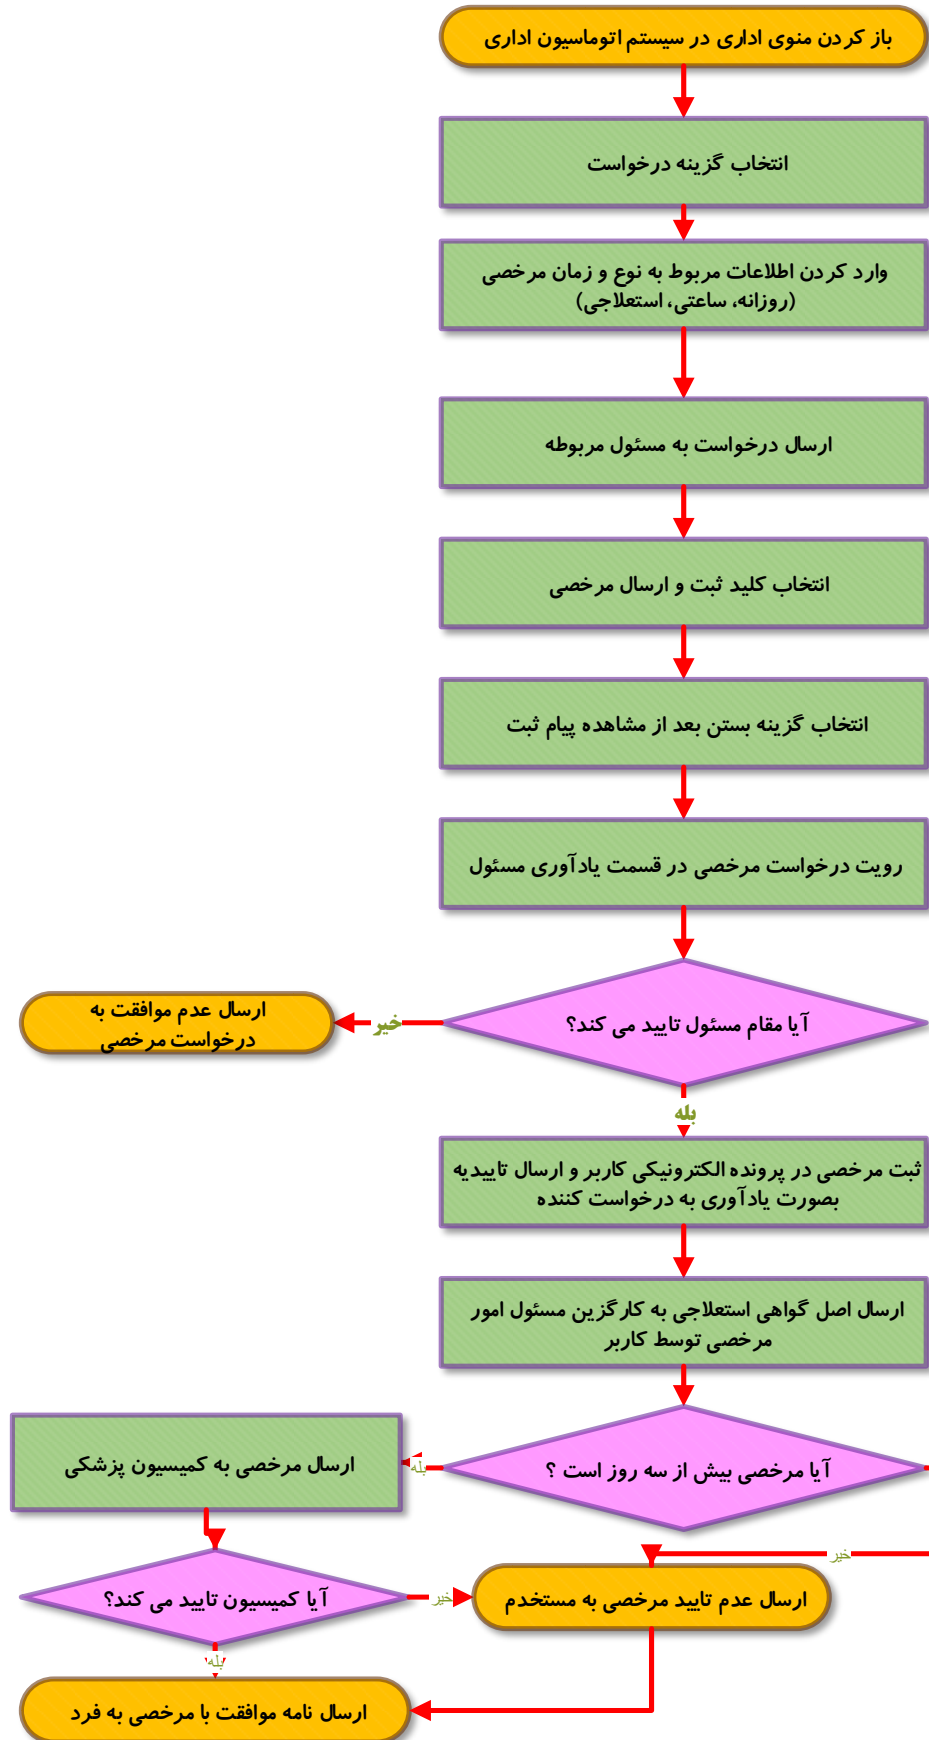 باز کردن منوی اداری در سیستم اتوماسیون اداری
انتخاب گزینه درخواست
وارد کردن اطلاعات مربوط به نوع و زمان مرخصی
(روزانه، ساعتی، استعلاجی)
ارسال درخواست به مسئول مربوطه
انتخاب کلید ثبت و ارسال مرخصی
انتخاب گزینه بستن بعد از مشاهده پیام ثبت
رویت درخواست مرخصی در قسمت یادآوری مسئول
آیا مقام مسئول تایید می کند؟
خیر
ارسال عدم موافقت به
درخواست مرخصی
بله
ثبت مرخصی در پرونده الکترونیکی کاربر و ارسال تاییدیه
بصورت یادآوری به درخواست کننده
ارسال اصل گواهی استعلاجی به کارگزین مسئول امور
مرخصی توسط کاربر
آیا مرخصی بیش از سه روز است ؟
بله
ارسال مرخصی به کمیسیون پزشکی
خیر
آیا کمیسیون تایید می کند؟
خیر
ارسال عدم تایید مرخصی به مستخدم
بله
ارسال نامه موافقت با مرخصی به فرد